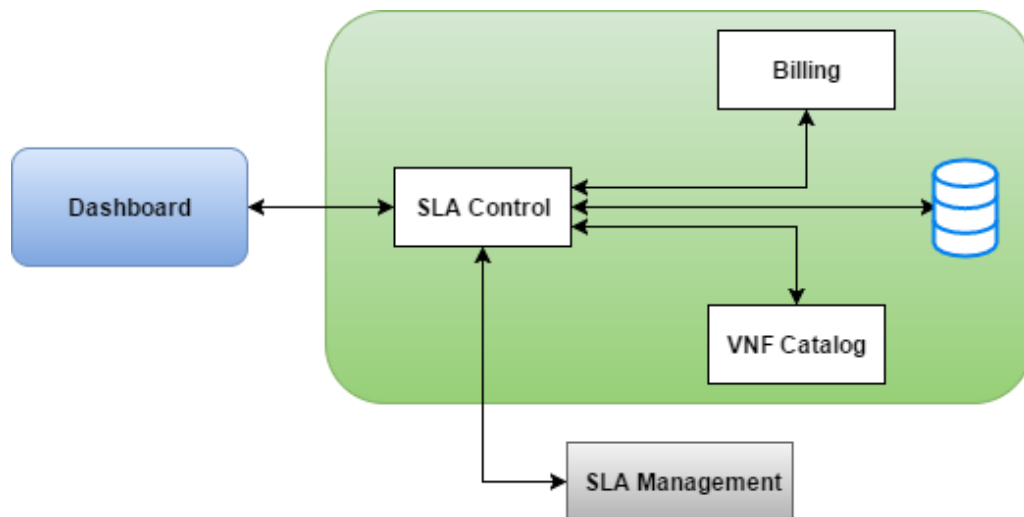 Billing
Dashboard
SLA Control
VNF Catalog
SLA Management